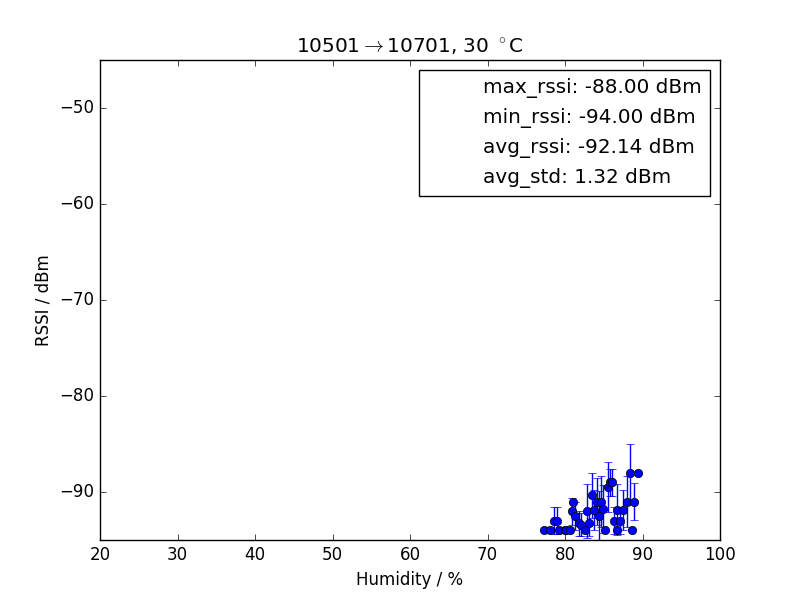 10501→10701, 30 °C
max_rssi: -88.00 dBm
min_rssi: -94.00 dBm
avg_rssi: -92.14 dBm
avg_std: 1.32 dBm
RSSI / dBm
−50
−60
−70
−80
−90
20 30 40 50 60 70 80 90 100
Humidity / %